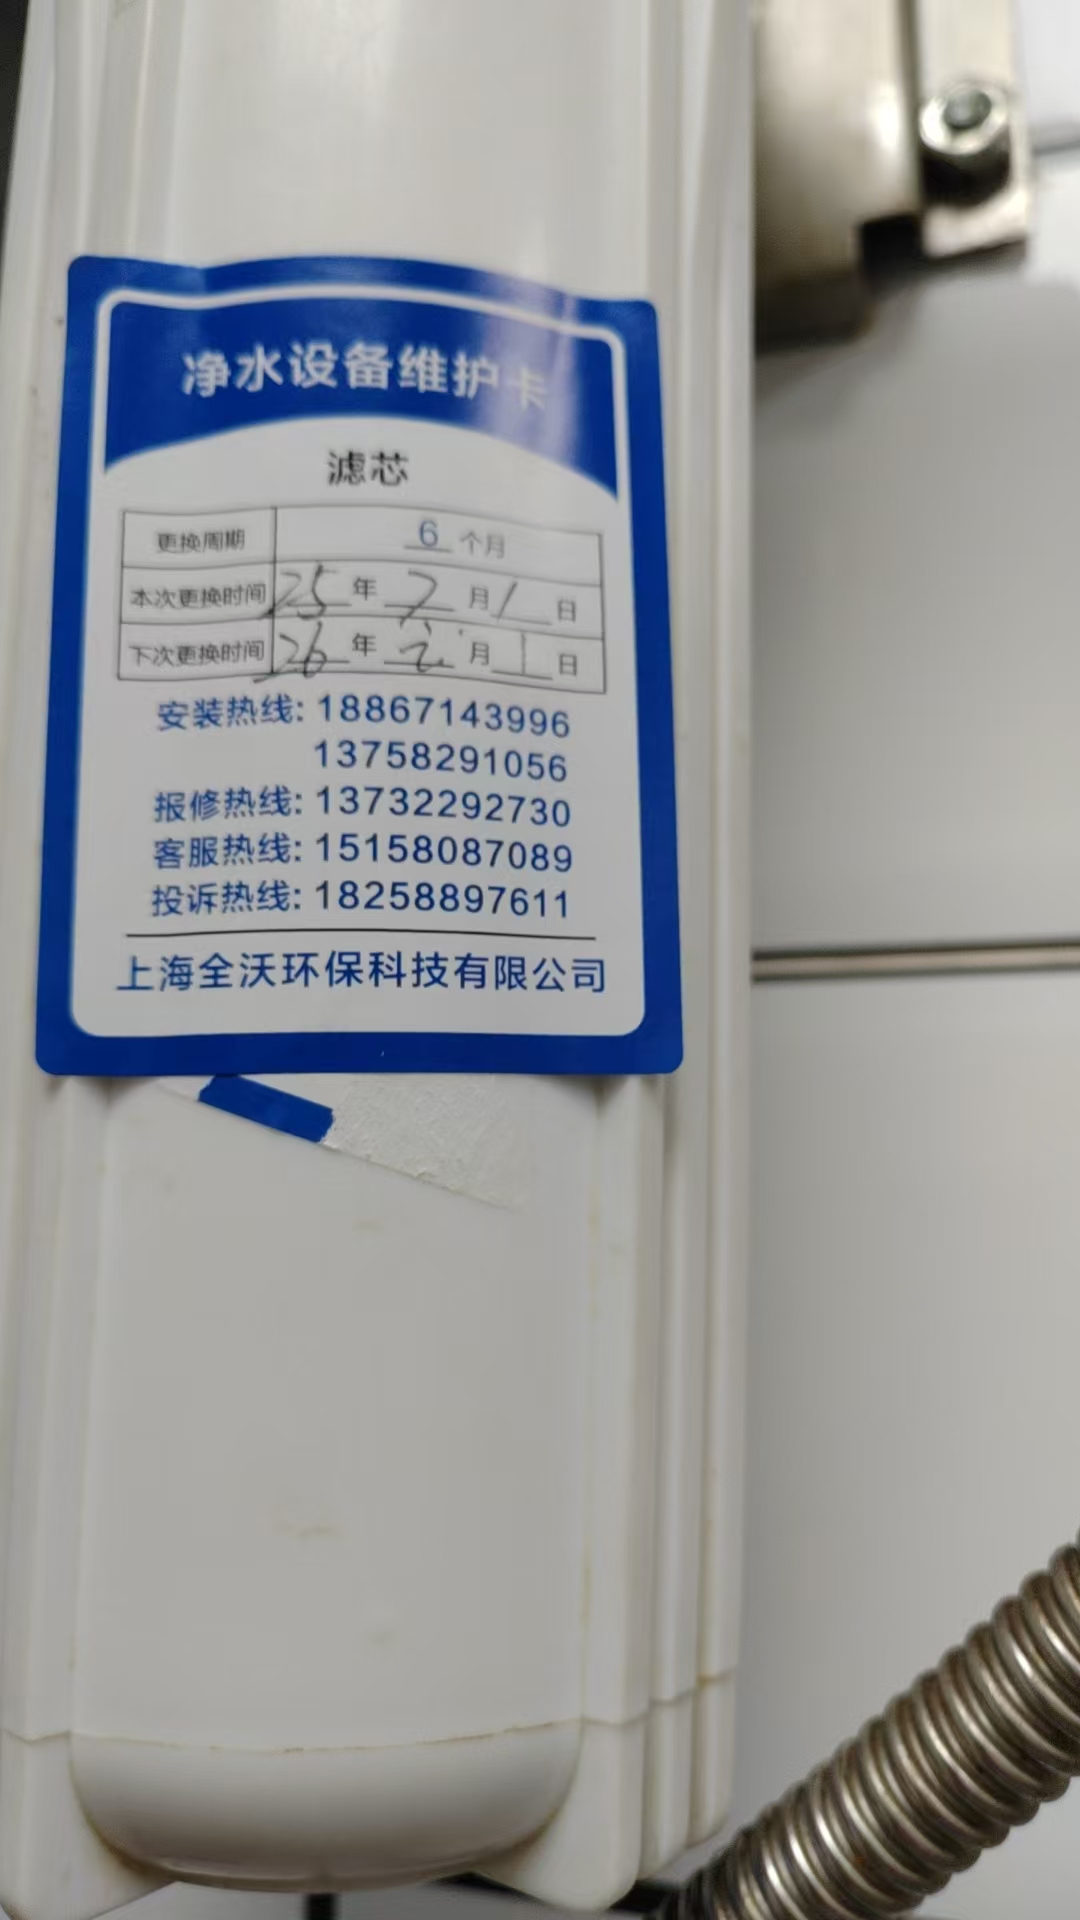 净水设备维护卡
滤芯
更换周期 6 个月
本次更换时间 25 年 7 月 1 日
下次更换时间 26 年 月 1 日
安装热线: 18867143996
13758291056
报修热线: 13732292730
客服热线: 15158087089
投诉热线: 18258897611
上海全沃环保科技有限公司